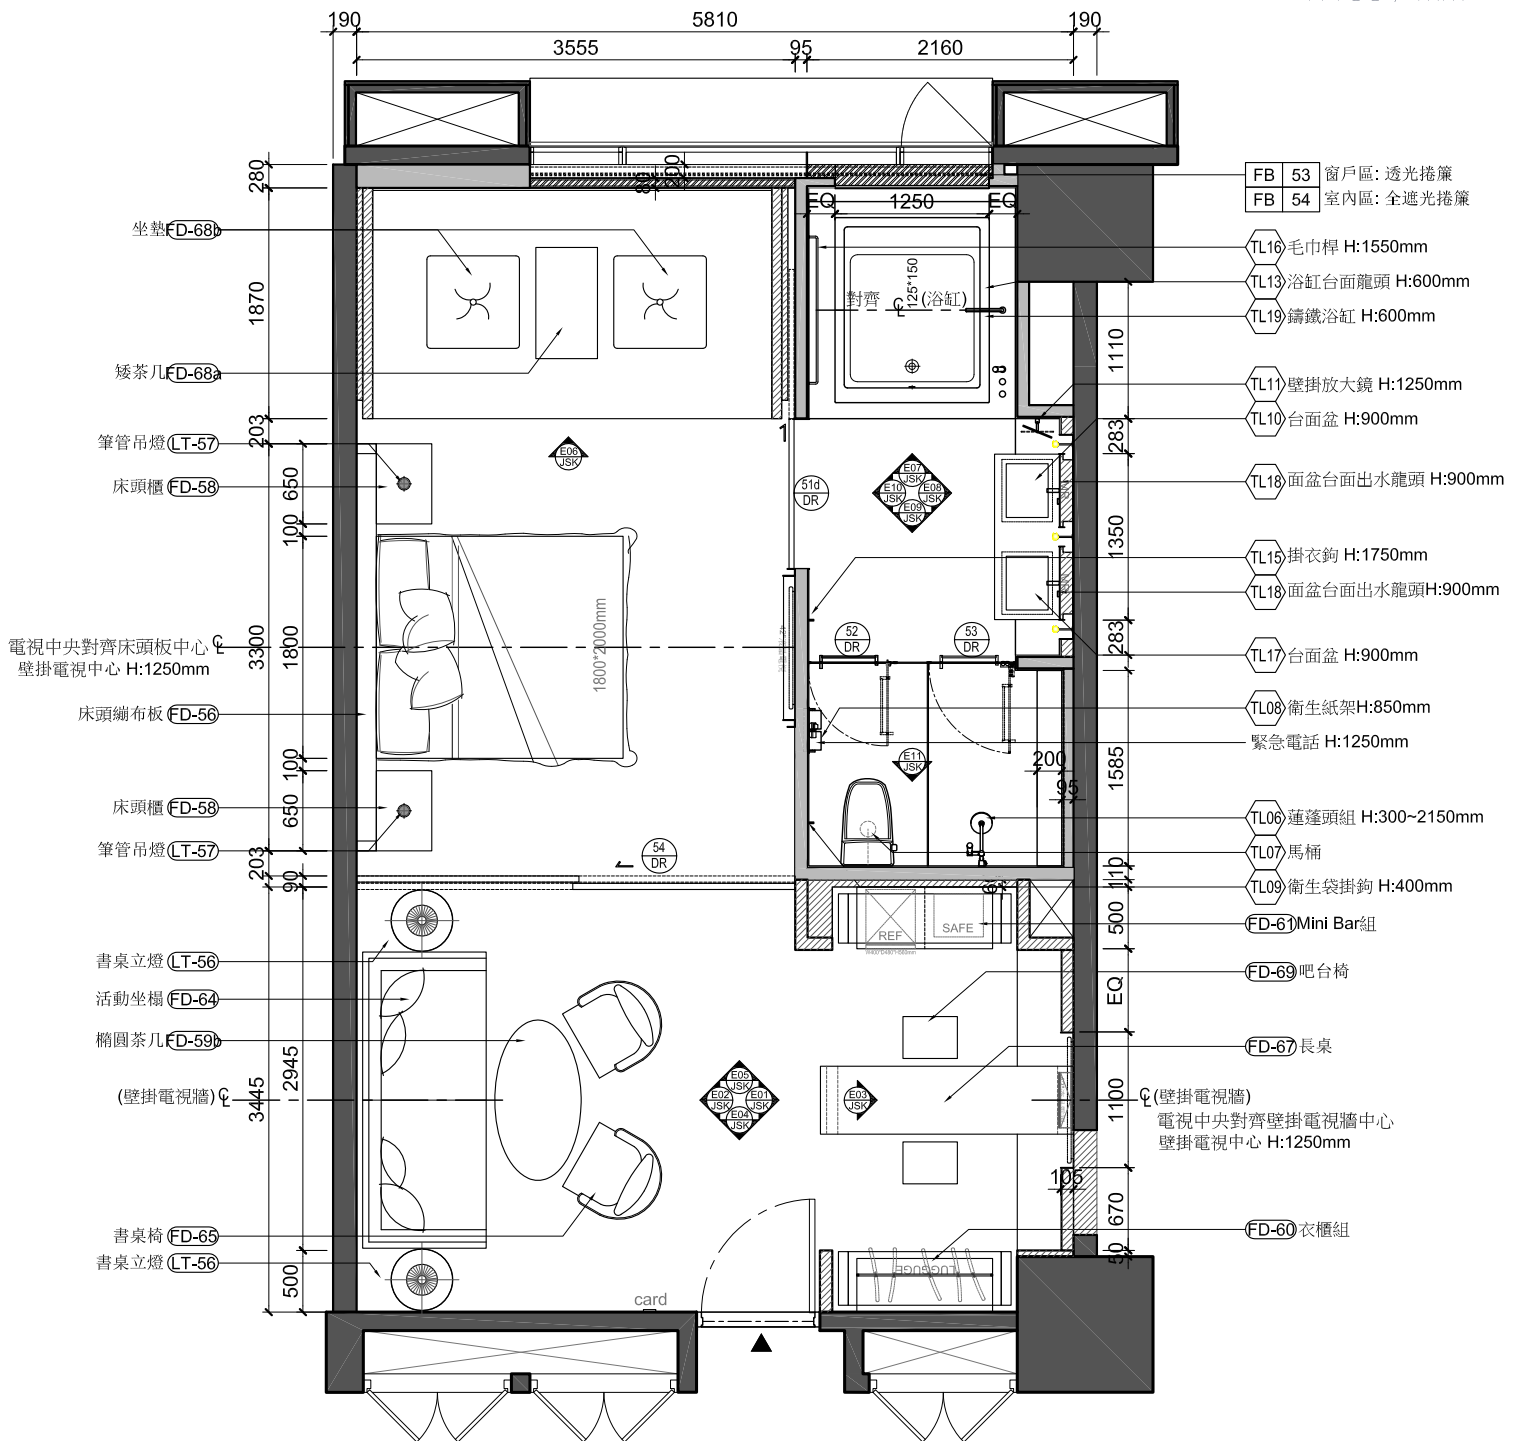 190
5810
190
3555
95
2160
280
80
200
FB 53 窗戶區: 透光捲簾
FB 54 室內區: 全遮光捲簾
EQ
1250
EQ
坐墊 FD-68b
TL16 毛巾桿 H:1550mm
TL13 浴缸台面龍頭 H:600mm
對齊 ℄ (浴缸)
125*150
TL19 鑄鐵浴缸 H:600mm
1870
1110
矮茶几 FD-68a
TL11 壁掛放大鏡 H:1250mm
TL10 台面盆 H:900mm
203
283
1
筆管吊燈 LT-57
E06
JSK
床頭櫃 FD-58
650
51d
DR
E07
JSK
E10
JSK
E08
JSK
E09
JSK
TL18 面盆台面出水龍頭 H:900mm
100
1350
TL15 掛衣鉤 H:1750mm
TL18 面盆台面出水龍頭H:900mm
電視中央對齊床頭板中心 ℄
壁掛電視中心 H:1250mm
3300
1800
1800*2000mm
52
DR
53
DR
283
TL17 台面盆 H:900mm
床頭繃布板 FD-56
TL08 衛生紙架H:850mm
緊急電話 H:1250mm
E11
JSK
200
95
1585
100
床頭櫃 FD-58
650
TL06 蓮蓬頭組 H:300~2150mm
筆管吊燈 LT-57
54
DR
TL07 馬桶
203
90
110
TL09 衛生袋掛鉤 H:400mm
REF
SAFE
500
FD-61 Mini Bar組
書桌立燈 LT-56
FD-69 吧台椅
活動坐榻 FD-64
EQ
橢圓茶几 FD-59b
FD-67 長桌
2945
3445
(壁掛電視牆) ℄
E05
JSK
E02
JSK
E01
JSK
E04
JSK
E03
JSK
1100
℄ (壁掛電視牆)
電視中央對齊壁掛電視牆中心
壁掛電視中心 H:1250mm
105
670
書桌椅 FD-65
FD-60 衣櫃組
50
書桌立燈 LT-56
500
LUGGUGE
card